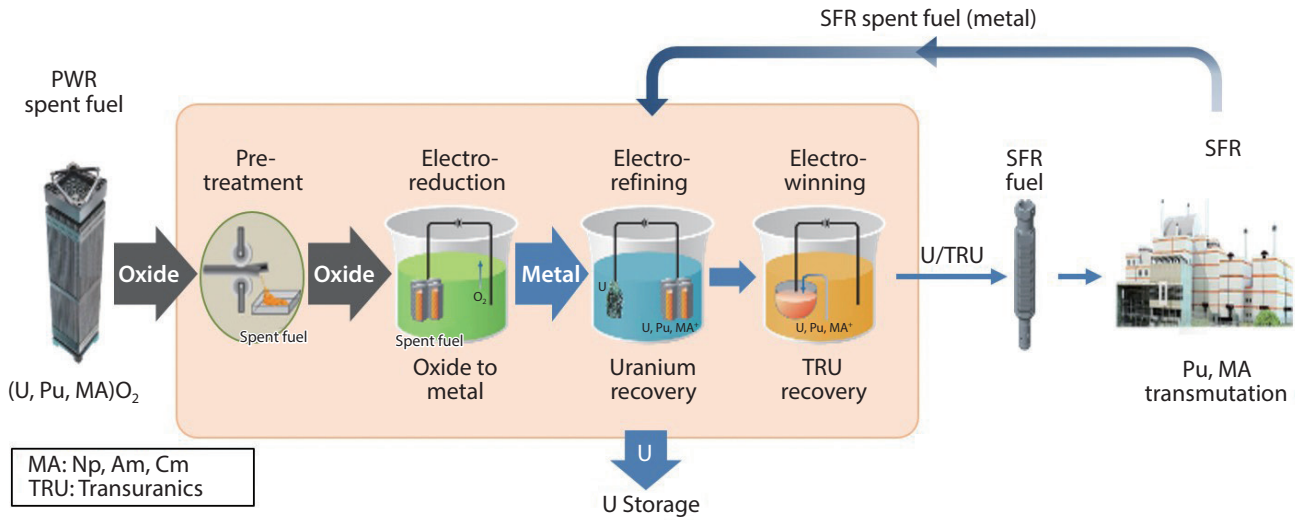 SFR spent fuel (metal)
PWR
spent fuel
Pre-
treatment
Electro-
reduction
Electro-
refining
Electro-
winning
SFR
fuel
SFR
Oxide
Spent fuel
Oxide
O₂
Spent fuel
Metal
U
U, Pu, MA⁺
U, Pu, MA⁺
U/TRU
(U, Pu, MA)O₂
Oxide to
metal
Uranium
recovery
TRU
recovery
Pu, MA
transmutation
U
U Storage
MA: Np, Am, Cm
TRU: Transuranics